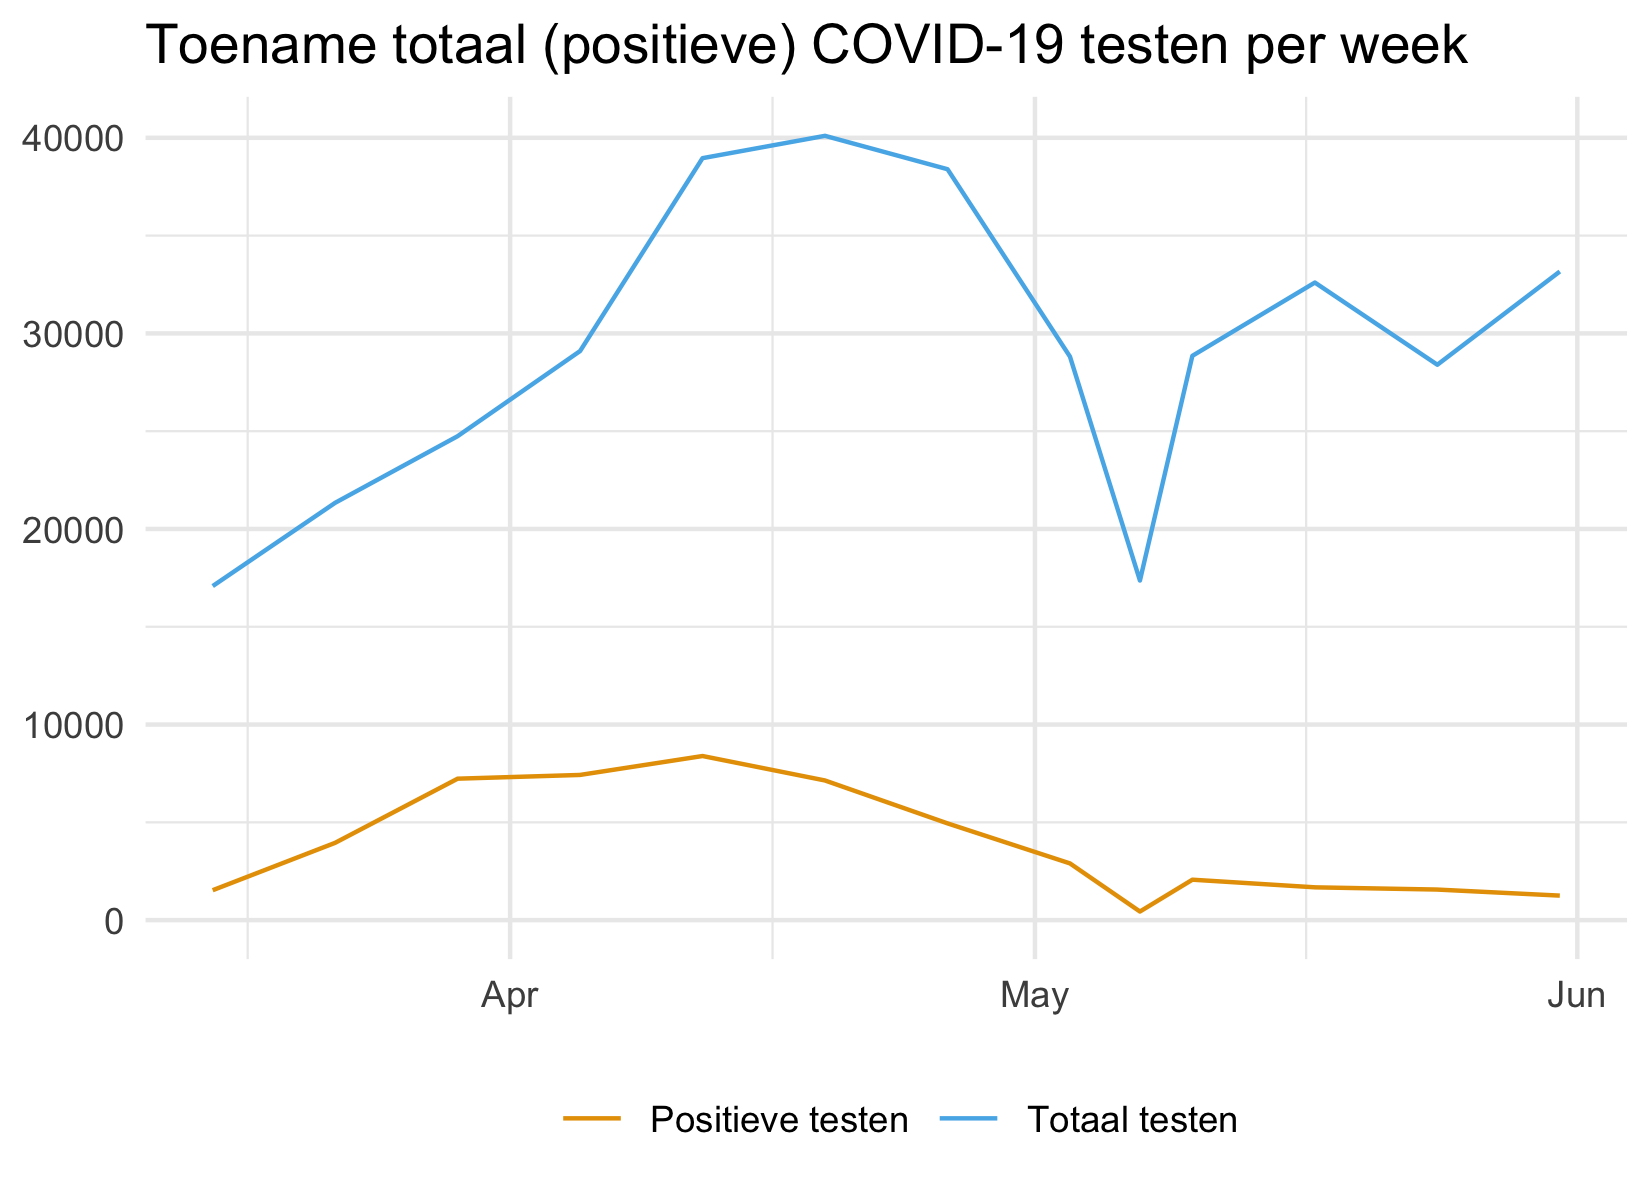 Toename totaal (positieve) COVID-19 testen per week
40000
30000
20000
10000
0
Apr May Jun
Positieve testen Totaal testen